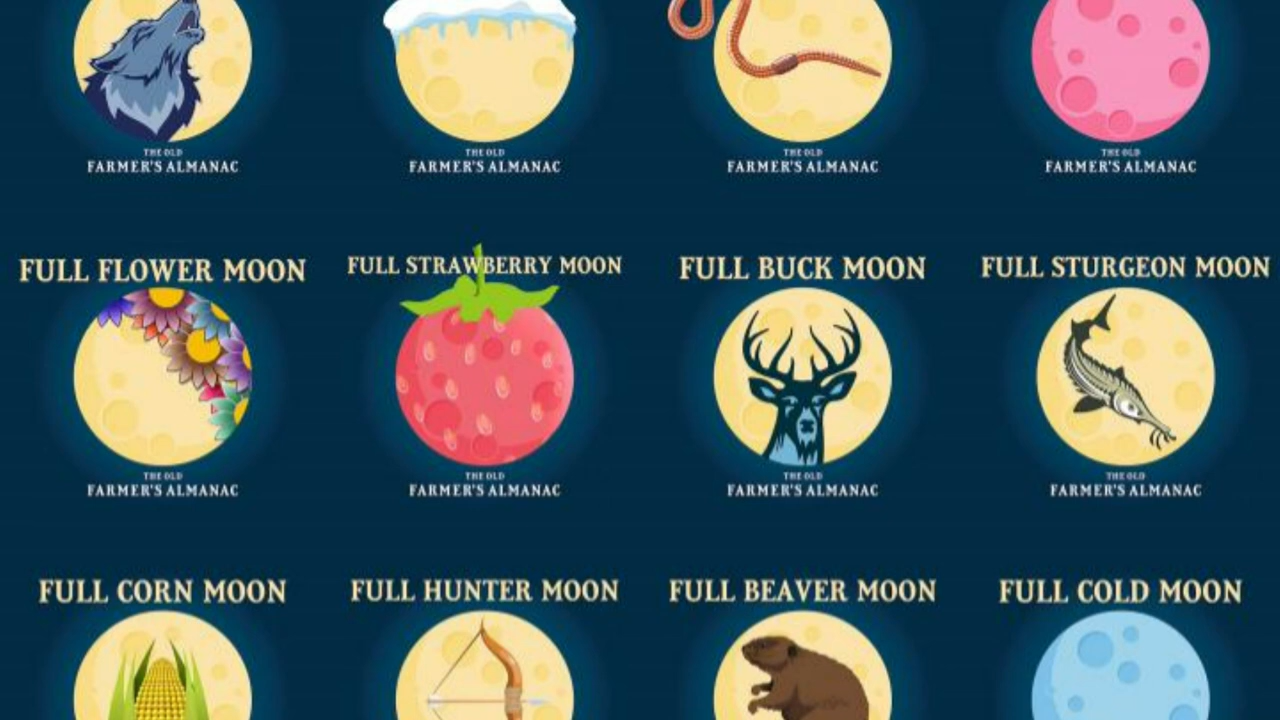 THE OLD
FARMER'S ALMANAC
THE OLD
FARMER'S ALMANAC
THE OLD
FARMER'S ALMANAC
THE OLD
FARMER'S ALMANAC
FULL FLOWER MOON
FULL STRAWBERRY MOON
FULL BUCK MOON
FULL STURGEON MOON
THE OLD
FARMER'S ALMANAC
THE OLD
FARMER'S ALMANAC
THE OLD
FARMER'S ALMANAC
THE OLD
FARMER'S ALMANAC
FULL CORN MOON
FULL HUNTER MOON
FULL BEAVER MOON
FULL COLD MOON